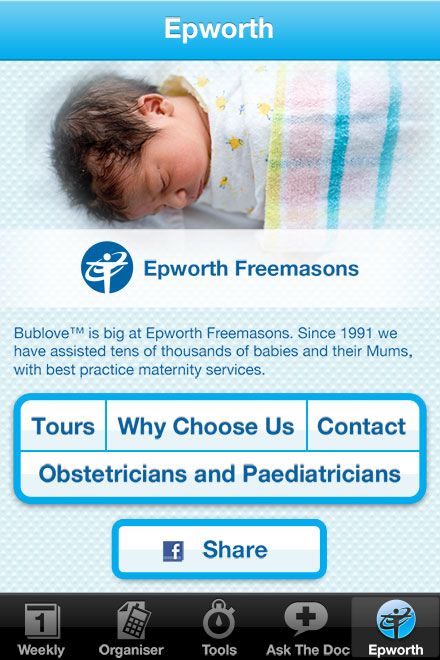 Epworth
Epworth Freemasons
Bublove™ is big at Epworth Freemasons. Since 1991 we
have assisted tens of thousands of babies and their Mums,
with best practice maternity services.
Tours
Why Choose Us
Contact
Obstetricians and Paediatricians
f
Share
1
Weekly
Organiser
Tools
Ask The Doc
Epworth